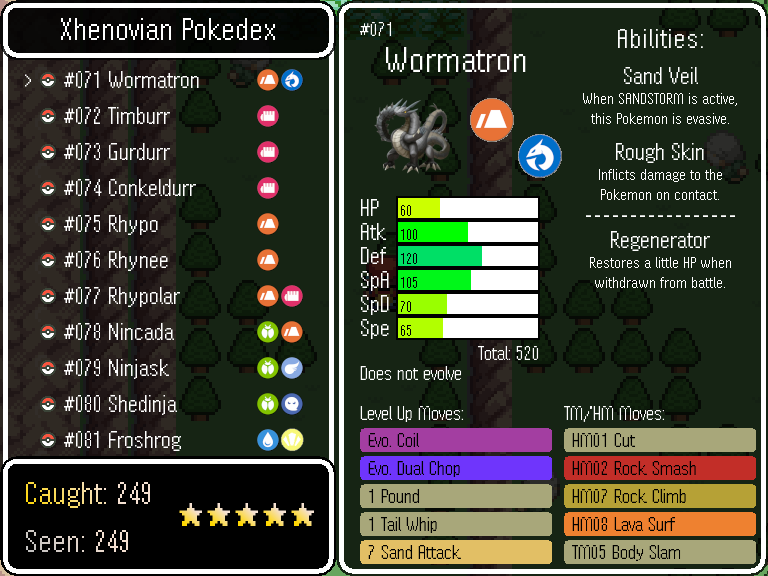 Xhenovian Pokedex
> #071 Wormatron
#072 Timburr
#073 Gurdurr
#074 Conkeldurr
#075 Rhypo
#076 Rhynee
#077 Rhypolar
#078 Nincada
#079 Ninjask
#080 Shedinja
#081 Froshrog
Caught: 249
Seen: 249
#071
Wormatron
HP 60
Atk 100
Def 120
SpA 105
SpD 70
Spe 65
Total: 520
Does not evolve
Abilities:
Sand Veil
When SANDSTORM is active,
this Pokemon is evasive.
Rough Skin
Inflicts damage to the
Pokemon on contact.
Regenerator
Restores a little HP when
withdrawn from battle.
Level Up Moves:
Evo. Coil
Evo. Dual Chop
1 Pound
1 Tail Whip
7 Sand Attack
TM/HM Moves:
HM01 Cut
HM02 Rock Smash
HM07 Rock Climb
HM08 Lava Surf
TM05 Body Slam